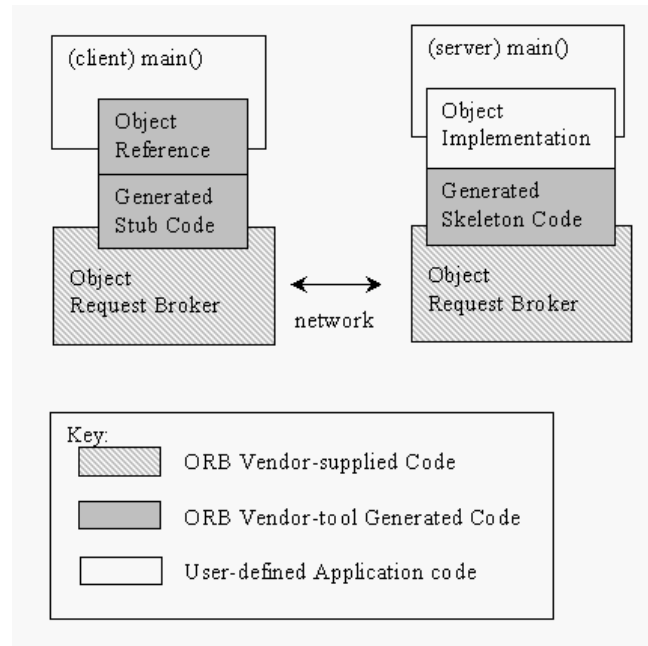 (client) main()
Object
Reference
Generated
Stub Code
Object
Request Broker
network
(server) main()
Object
Implementation
Generated
Skeleton Code
Object
Request Broker
Key:
ORB Vendor-supplied Code
ORB Vendor-tool Generated Code
User-defined Application code